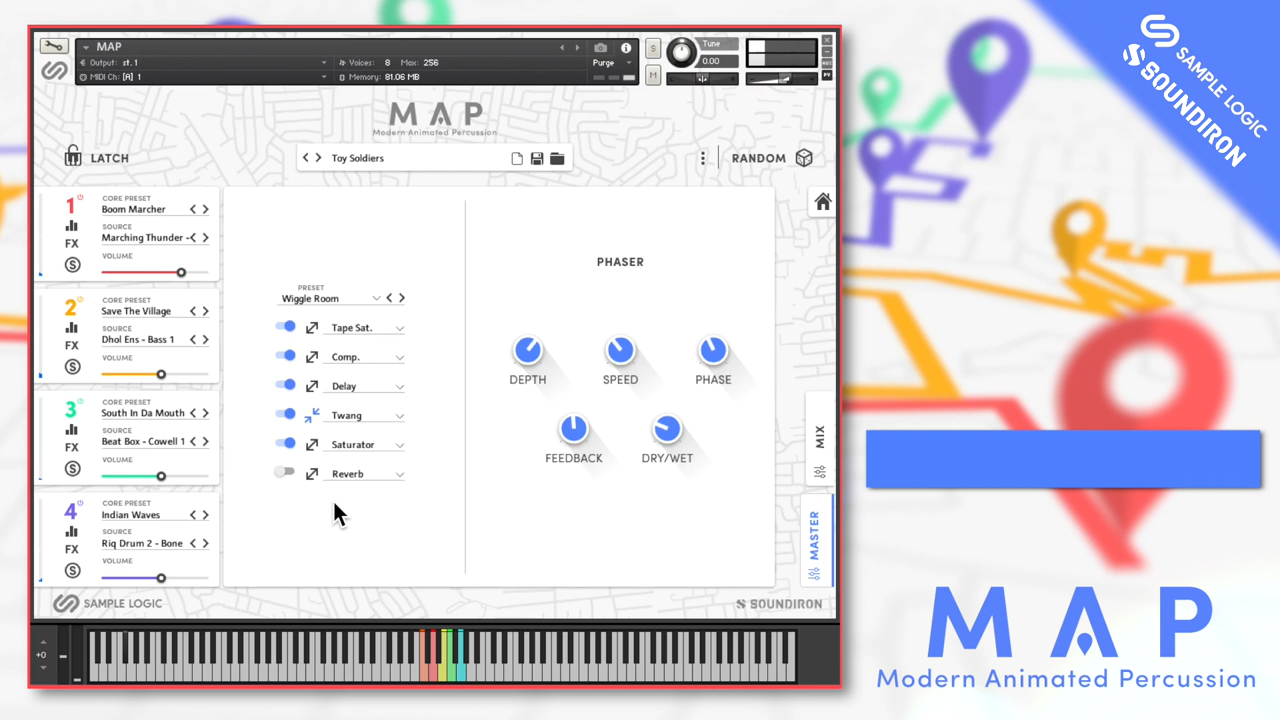 MAP
Output: st.1
Voices: 8 Max: 256
Purge
MIDI Ch: [A] 1
Memory: 81.06 MB
S
M
Tune
0.00
MAP
Modern Animated Percussion
LATCH
Toy Soldiers
RANDOM
1
CORE PRESET
Boom Marcher
SOURCE
Marching Thunder -
FX
VOLUME
S
2
CORE PRESET
Save The Village
SOURCE
Dhol Ens - Bass 1
FX
VOLUME
S
3
CORE PRESET
South In Da Mouth
SOURCE
Beat Box - Cowell 1
FX
VOLUME
S
4
CORE PRESET
Indian Waves
SOURCE
Riq Drum 2 - Bone
FX
VOLUME
S
PRESET
Wiggle Room
Tape Sat.
Comp.
Delay
Twang
Saturator
Reverb
PHASER
DEPTH
SPEED
PHASE
FEEDBACK
DRY/WET
MIX
MASTER
SAMPLE LOGIC
SOUNDIRON
+0
SAMPLE LOGIC
SOUNDIRON
MAP
Modern Animated Percussion